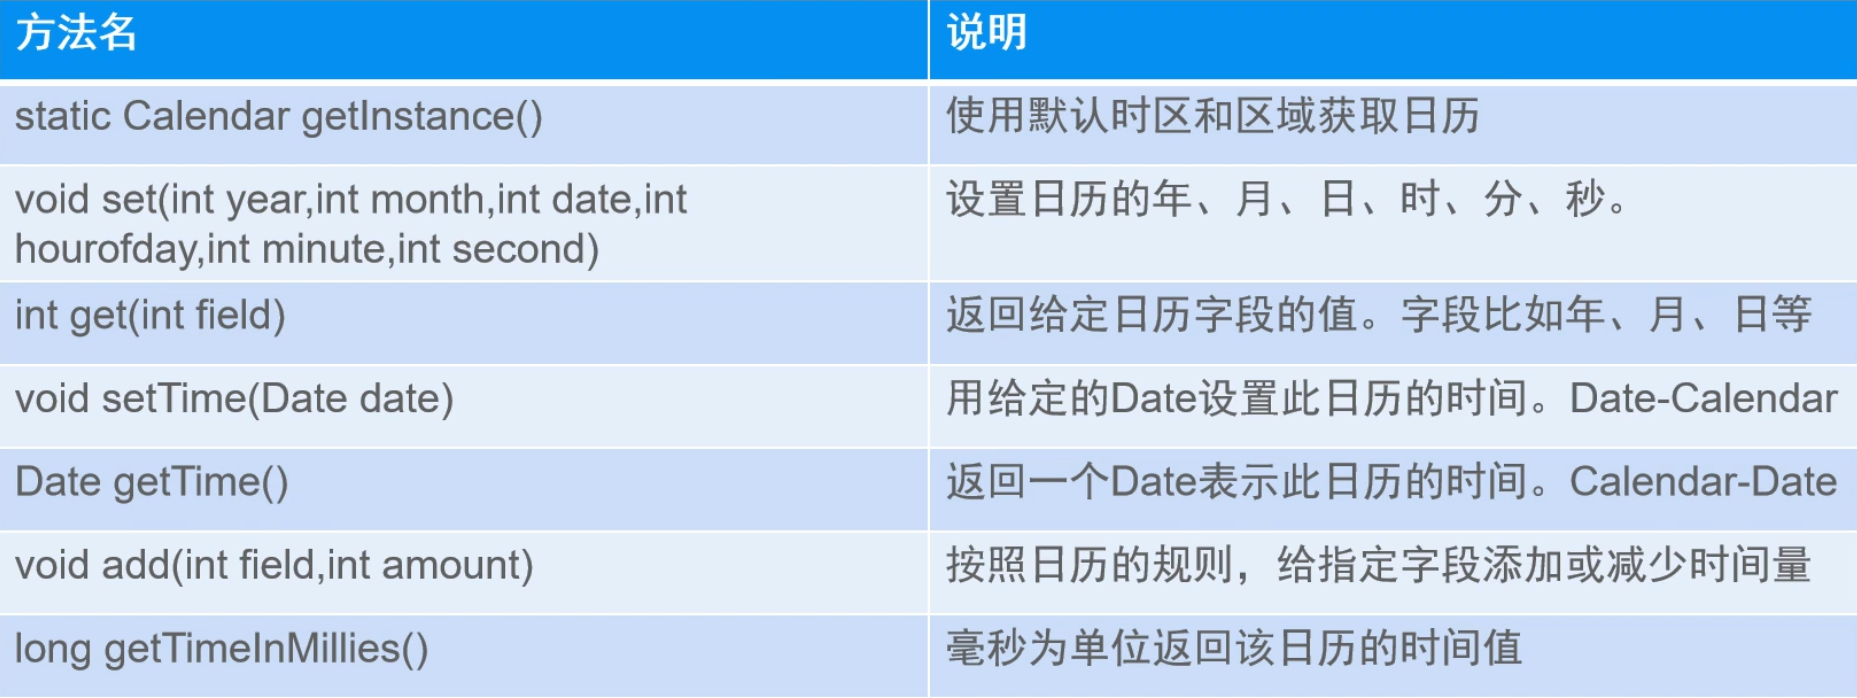 方法名
说明
static Calendar getInstance()
使用默认时区和区域获取日历
void set(int year,int month,int date,int
hourofday,int minute,int second)
设置日历的年、月、日、时、分、秒。
int get(int field)
返回给定日历字段的值。字段比如年、月、日等
void setTime(Date date)
用给定的Date设置此日历的时间。Date-Calendar
Date getTime()
返回一个Date表示此日历的时间。Calendar-Date
void add(int field,int amount)
按照日历的规则，给指定字段添加或减少时间量
long getTimeInMillies()
毫秒为单位返回该日历的时间值